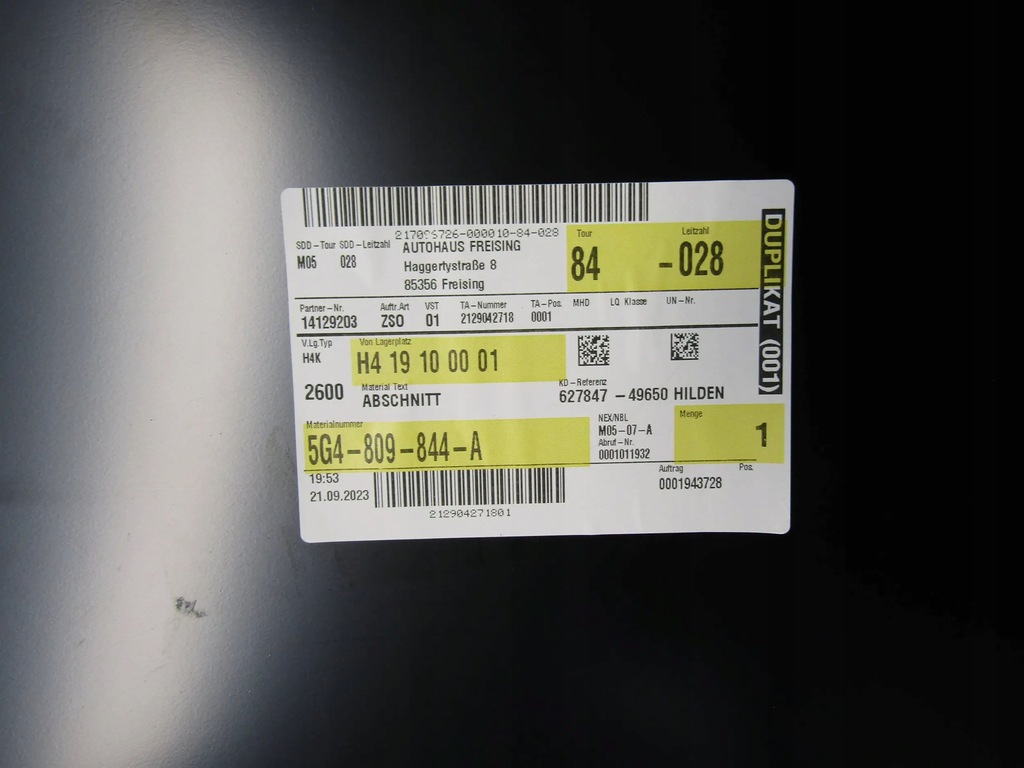 217095726-000010-84-028
SDD-Tour SDD-Leitzahl
M05 028
AUTOHAUS FREISING
Haggertystraße 8
85356 Freising
Tour Leitzahl
84 -028
DUPLIKAT (001)
Partner-Nr. Auftr.Art VST TA-Nummer TA-Pos. MHD LQ Klasse UN-Nr.
14129203 ZSO 01 2129042718 0001
V.Lg.Typ Von Lagerplatz
H4K H4 19 10 00 01
2600 Material Text KD-Referenz
ABSCHNITT 627847 -49650 HILDEN
Materialnummer
5G4-809-844-A
NEX/NBL
M05-07-A
Abruf-Nr.
0001011932
Menge
1
19:53
21.09.2023
212904271801
Auftrag Pos.
0001943728